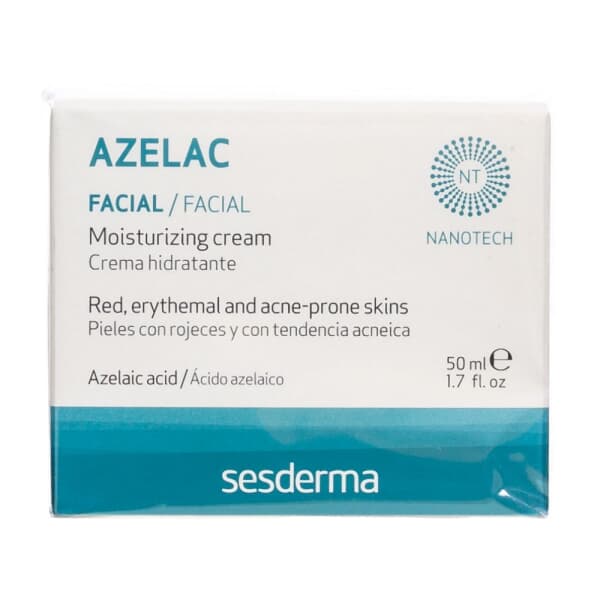 AZELAC
FACIAL / FACIAL
Moisturizing cream
Crema hidratante
NT
NANOTECH
Red, erythemal and acne-prone skins
Pieles con rojeces y con tendencia acneica
Azelaic acid / Ácido azelaico
50 ml ℮
1.7 fl. oz
sesderma